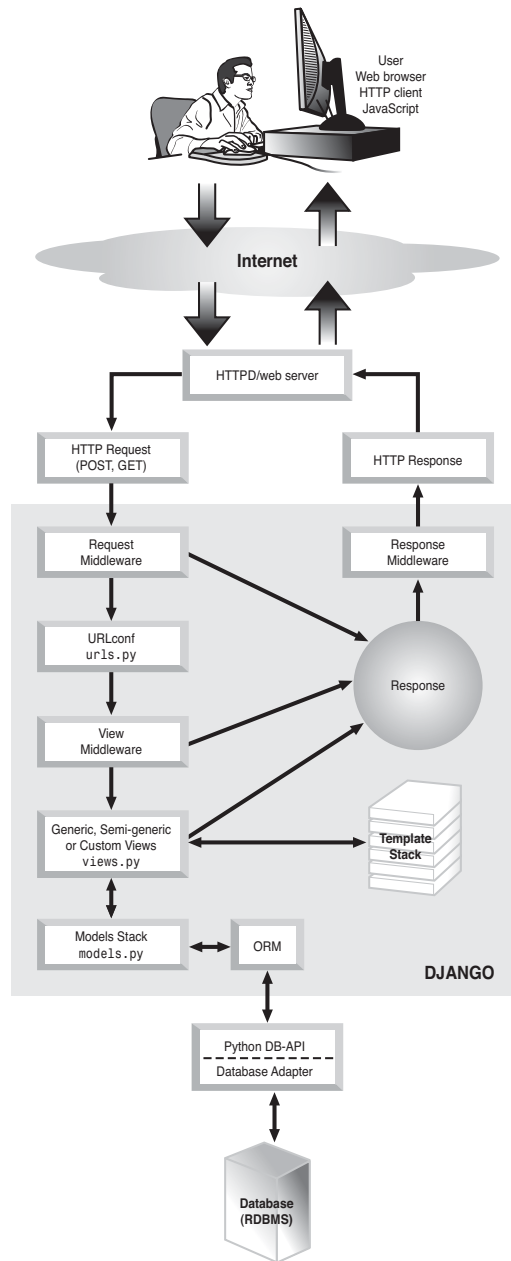 User
Web browser
HTTP client
JavaScript
Internet
HTTPD/web server
HTTP Request
(POST, GET)
HTTP Response
Request
Middleware
Response
Middleware
URLconf
urls.py
Response
View
Middleware
Generic, Semi-generic
or Custom Views
views.py
Template
Stack
Models Stack
models.py
ORM
DJANGO
Python DB-API
Database Adapter
Database
(RDBMS)